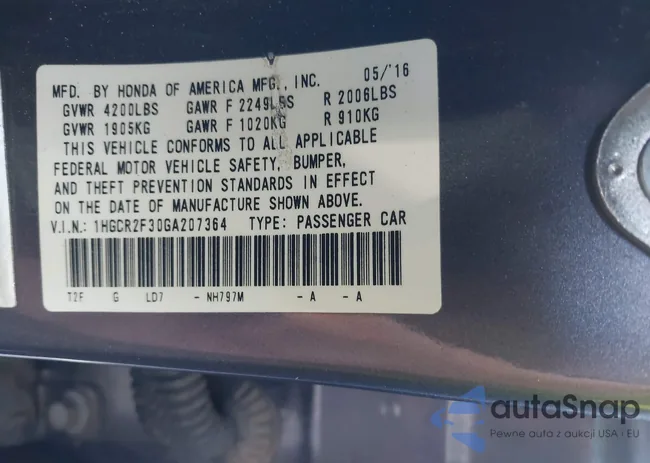 MFD. BY HONDA OF AMERICA MFG., INC. 05/'16
GVWR 4200LBS GAWR F 2249LBS R 2006LBS
GVWR 1905KG GAWR F 1020KG R 910KG
THIS VEHICLE CONFORMS TO ALL APPLICABLE
FEDERAL MOTOR VEHICLE SAFETY, BUMPER,
AND THEFT PREVENTION STANDARDS IN EFFECT
ON THE DATE OF MANUFACTURE SHOWN ABOVE.
V.I.N.: 1HGCR2F30GA207364 TYPE: PASSENGER CAR
T2F G LD7 - NH797M - A - A
autaSnap
Pewne auta z aukcji USA i EU